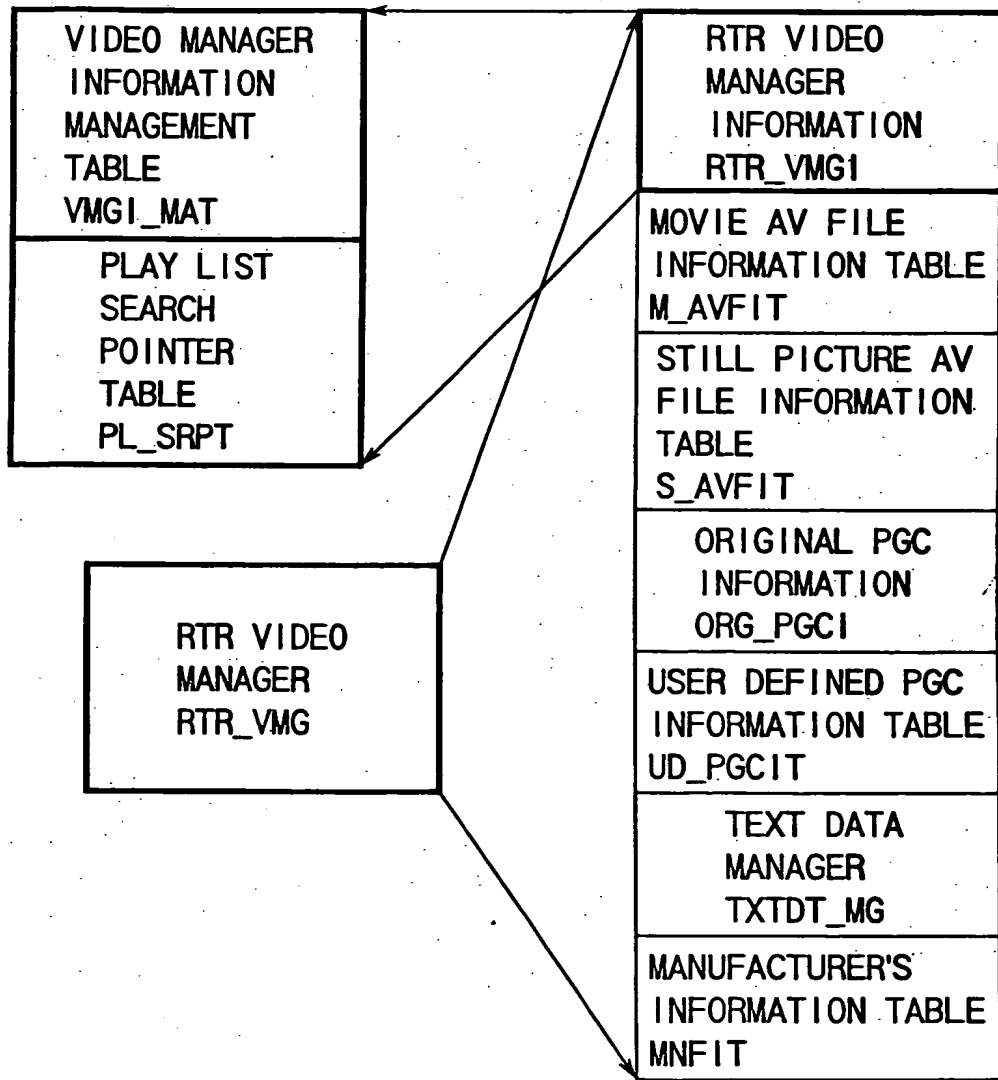 VIDEO MANAGER
INFORMATION
MANAGEMENT
TABLE
VMGI_MAT
PLAY LIST
SEARCH
POINTER
TABLE
PL_SRPT
RTR VIDEO
MANAGER
RTR_VMG
RTR VIDEO
MANAGER
INFORMATION
RTR_VMGI
MOVIE AV FILE
INFORMATION TABLE
M_AVFIT
STILL PICTURE AV
FILE INFORMATION
TABLE
S_AVFIT
ORIGINAL PGC
INFORMATION
ORG_PGCI
USER DEFINED PGC
INFORMATION TABLE
UD_PGCIT
TEXT DATA
MANAGER
TXTDT_MG
MANUFACTURER'S
INFORMATION TABLE
MNFIT